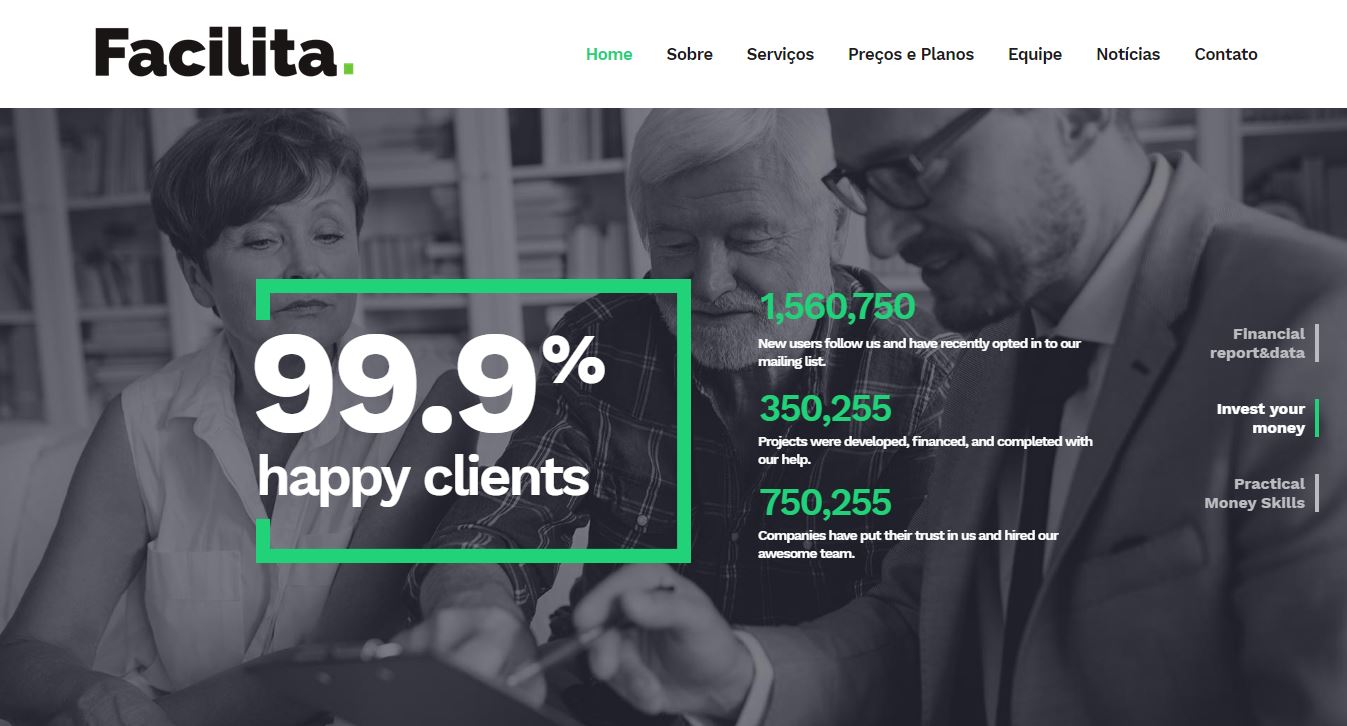 Facilita.
Home Sobre Serviços Preços e Planos Equipe Notícias Contato
99.9%
happy clients
1,560,750
New users follow us and have recently opted in to our
mailing list.
350,255
Projects were developed, financed, and completed with
our help.
750,255
Companies have put their trust in us and hired our
awesome team.
Financial
report&data
Invest your
money
Practical
Money Skills